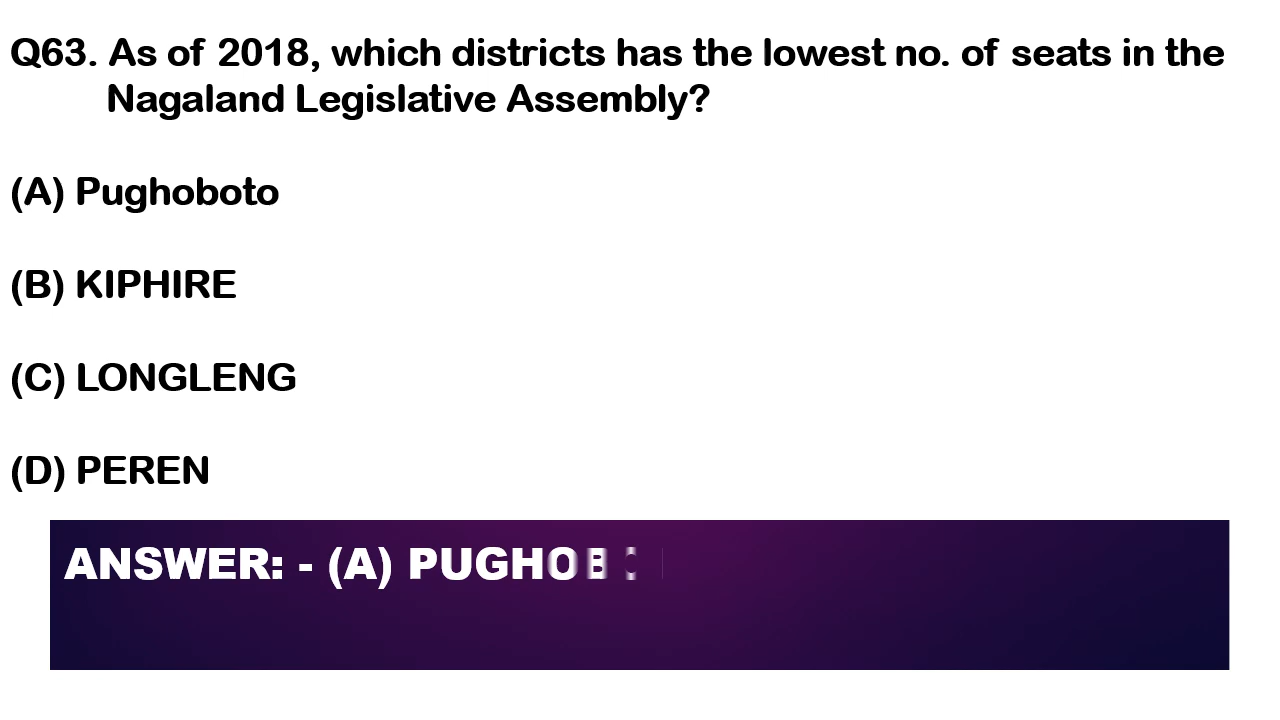 Q63. As of 2018, which districts has the lowest no. of seats in the
Nagaland Legislative Assembly?
(A) Pughoboto
(B) KIPHIRE
(C) LONGLENG
(D) PEREN
ANSWER: - (A)